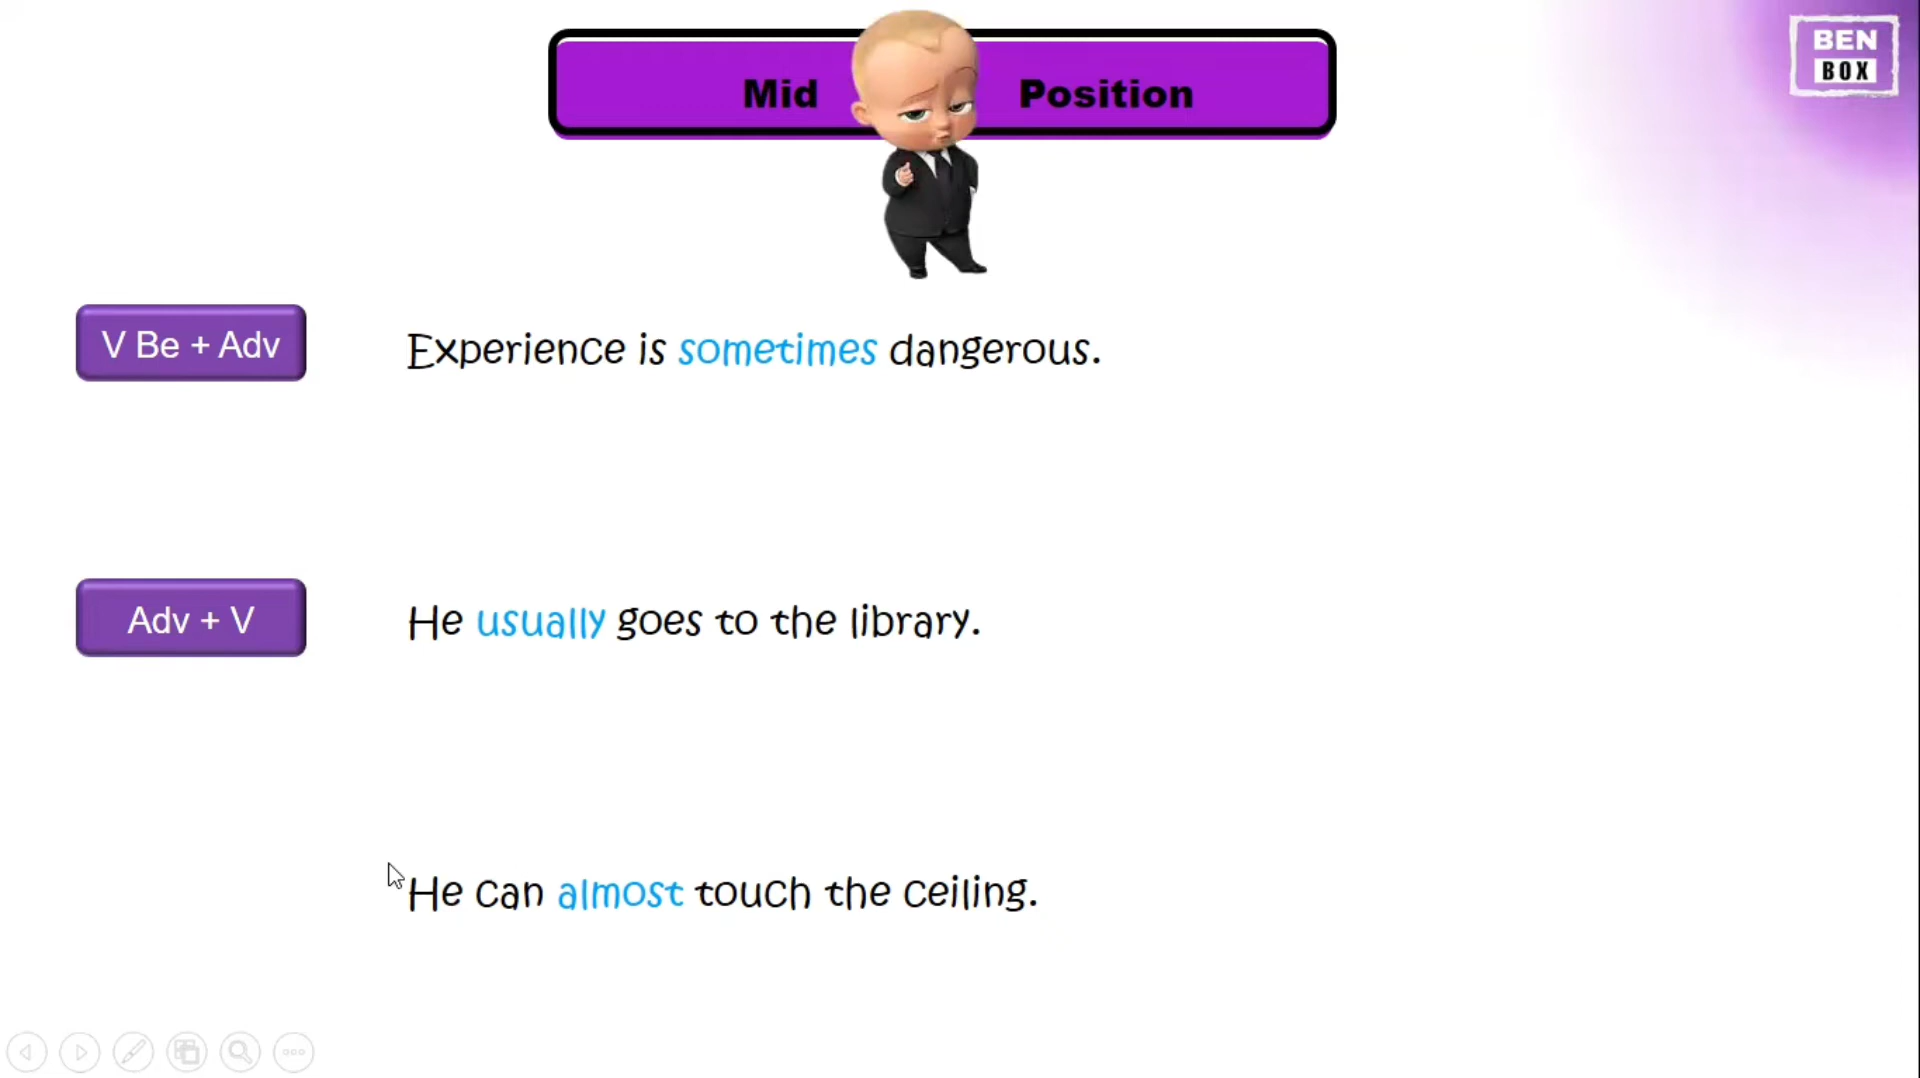 Mid Position
BEN
BOX
V Be + Adv
Experience is sometimes dangerous.
Adv + V
He usually goes to the library.
He can almost touch the ceiling.